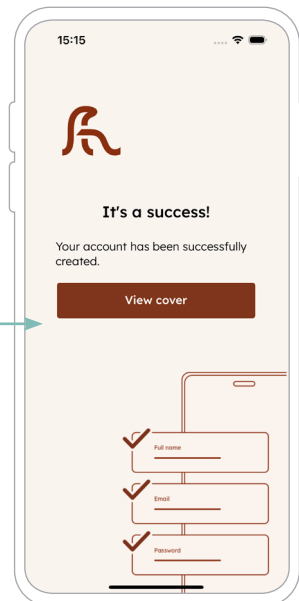 15:15
It's a success!
Your account has been successfully
created.
View cover
Full name
Email
Password